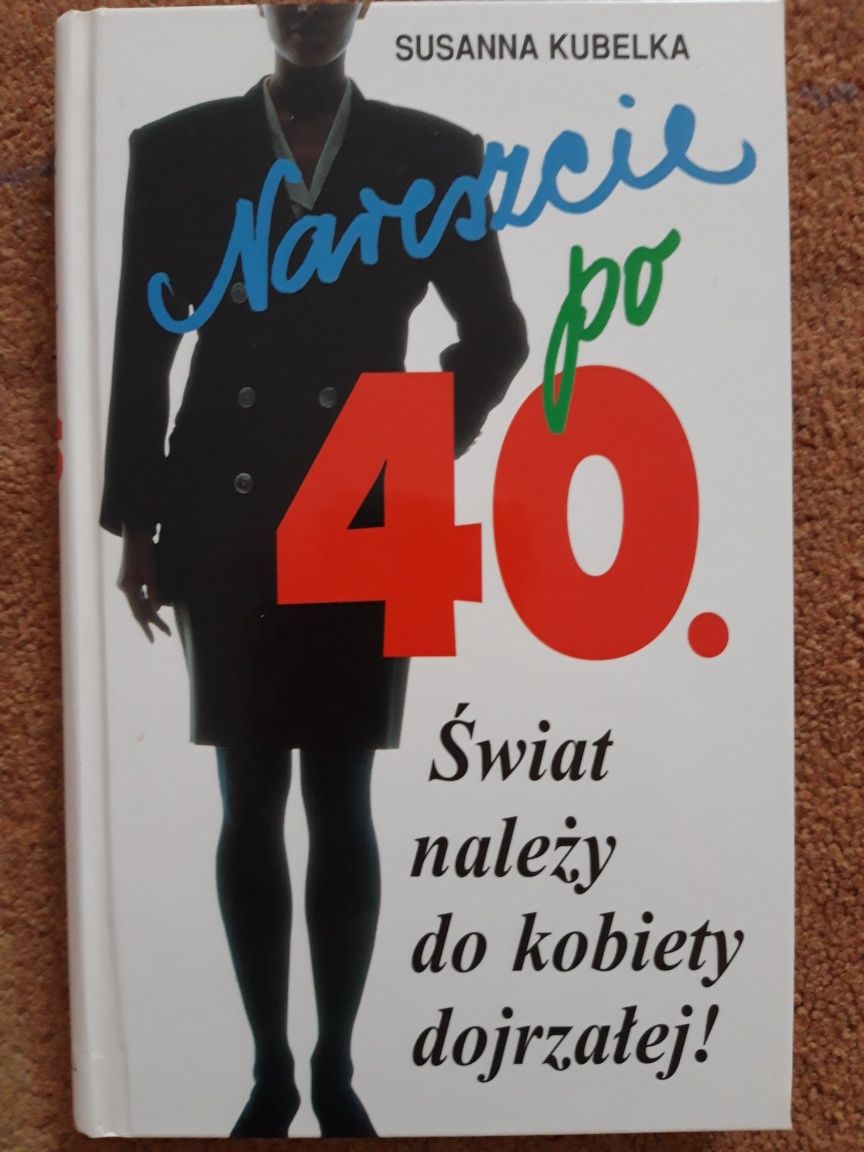 SUSANNA KUBELKA
Nareszcie
po
40.
Świat
należy
do kobiety
dojrzałej!